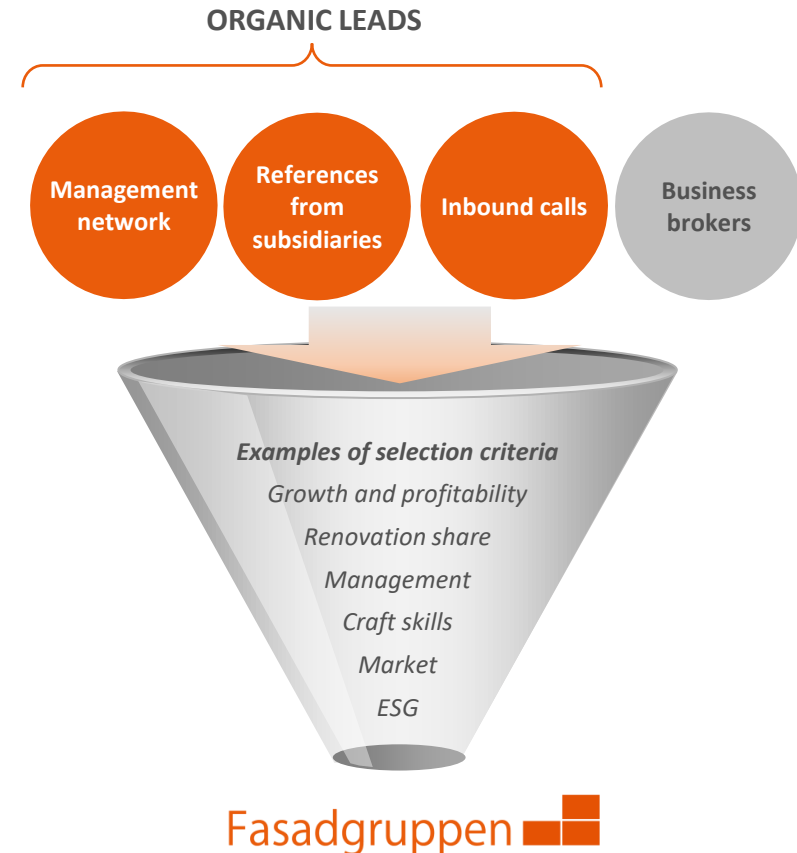 ORGANIC LEADS
Management
network
References
from
subsidiaries
Inbound calls
Business
brokers
Examples of selection criteria
Growth and profitability
Renovation share
Management
Craft skills
Market
ESG
Fasadgruppen